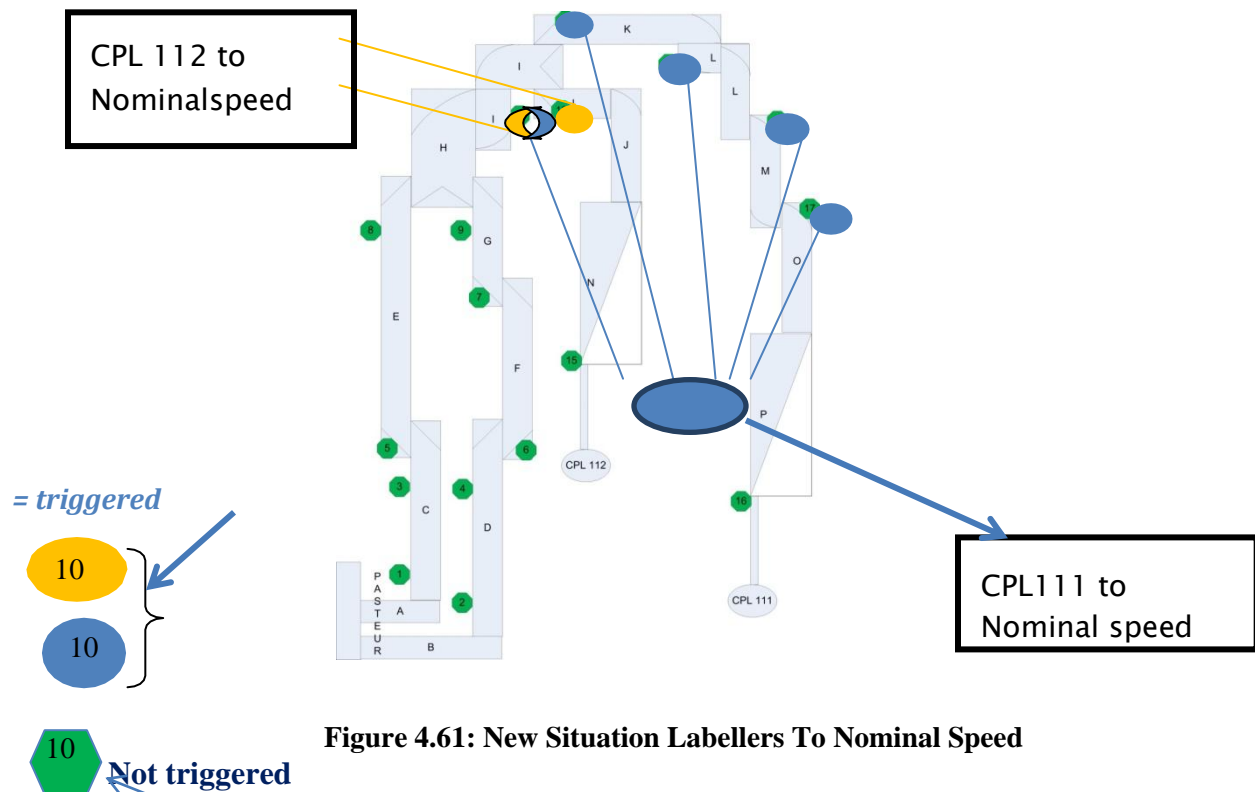 CPL 112 to
Nominalspeed
K
I
L
L
I
L
H
J
M
17
8
9
G
O
7
N
E
15
F
P
5
6
CPL 112
3
4
16
= triggered
C
D
10
1
PASTEUR
2
A
CPL 111
CPL111 to
Nominal speed
10
B
Figure 4.61: New Situation Labellers To Nominal Speed
10
Not triggered